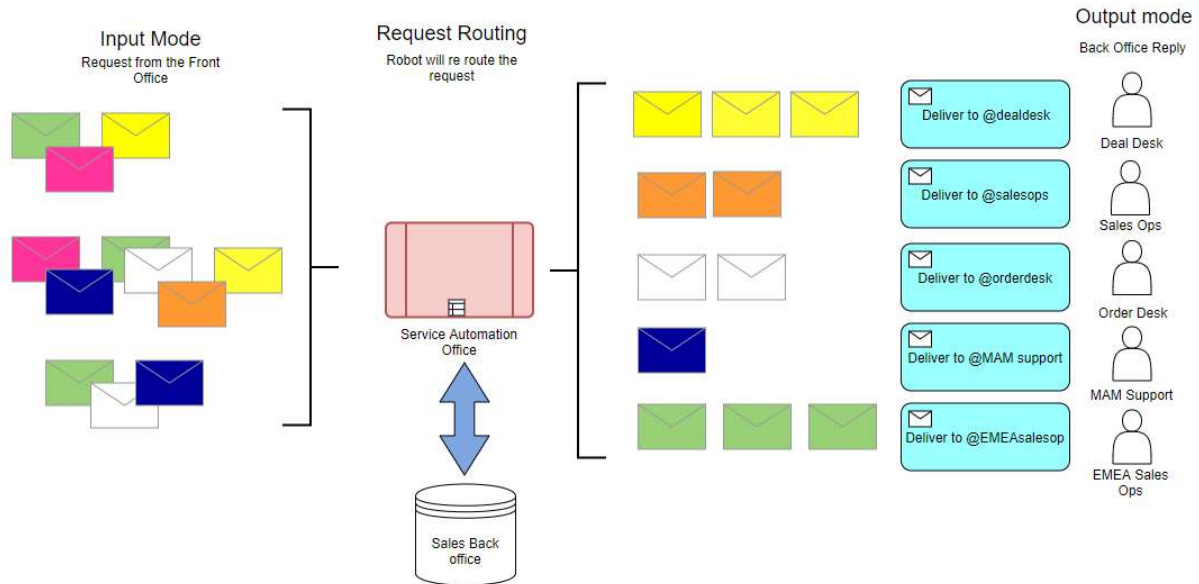 Input Mode
Request from the Front
Office
Request Routing
Robot will re route the
request
Service Automation
Office
Sales Back
office
Output mode
Back Office Reply
Deliver to @dealdesk
Deal Desk
Deliver to @salesops
Sales Ops
Deliver to @orderdesk
Order Desk
Deliver to @MAM support
MAM Support
Deliver to @EMEAsalesop
EMEA Sales
Ops